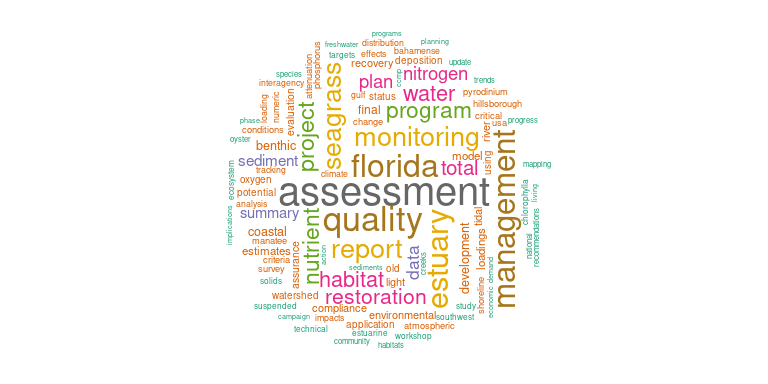 programs
freshwater distribution planning
targets effects bahamense
recovery deposition update
species plan nitrogen trends
interagency attenuation phosphorus ccmp
gulf status water pyrodinium
loading numeric evaluation seagrass final program hillsborough
phase project change critical
conditions monitoring river usa progress
oyster benthic model using
sediment florida total mapping
tracking climate
ecosystem oxygen
potential assessment management
analysis chlorophylla living
implications summary quality estuary tidal
coastal nutrient development loadings national recommendations
manatee report data
estimates assurance action creeks
criteria sediments old demand
survey habitat light shoreline economic
solids
watershed restoration
suspended compliance study
campaign impacts environmental southwest
technical application atmospheric
estuarine workshop
community habitats